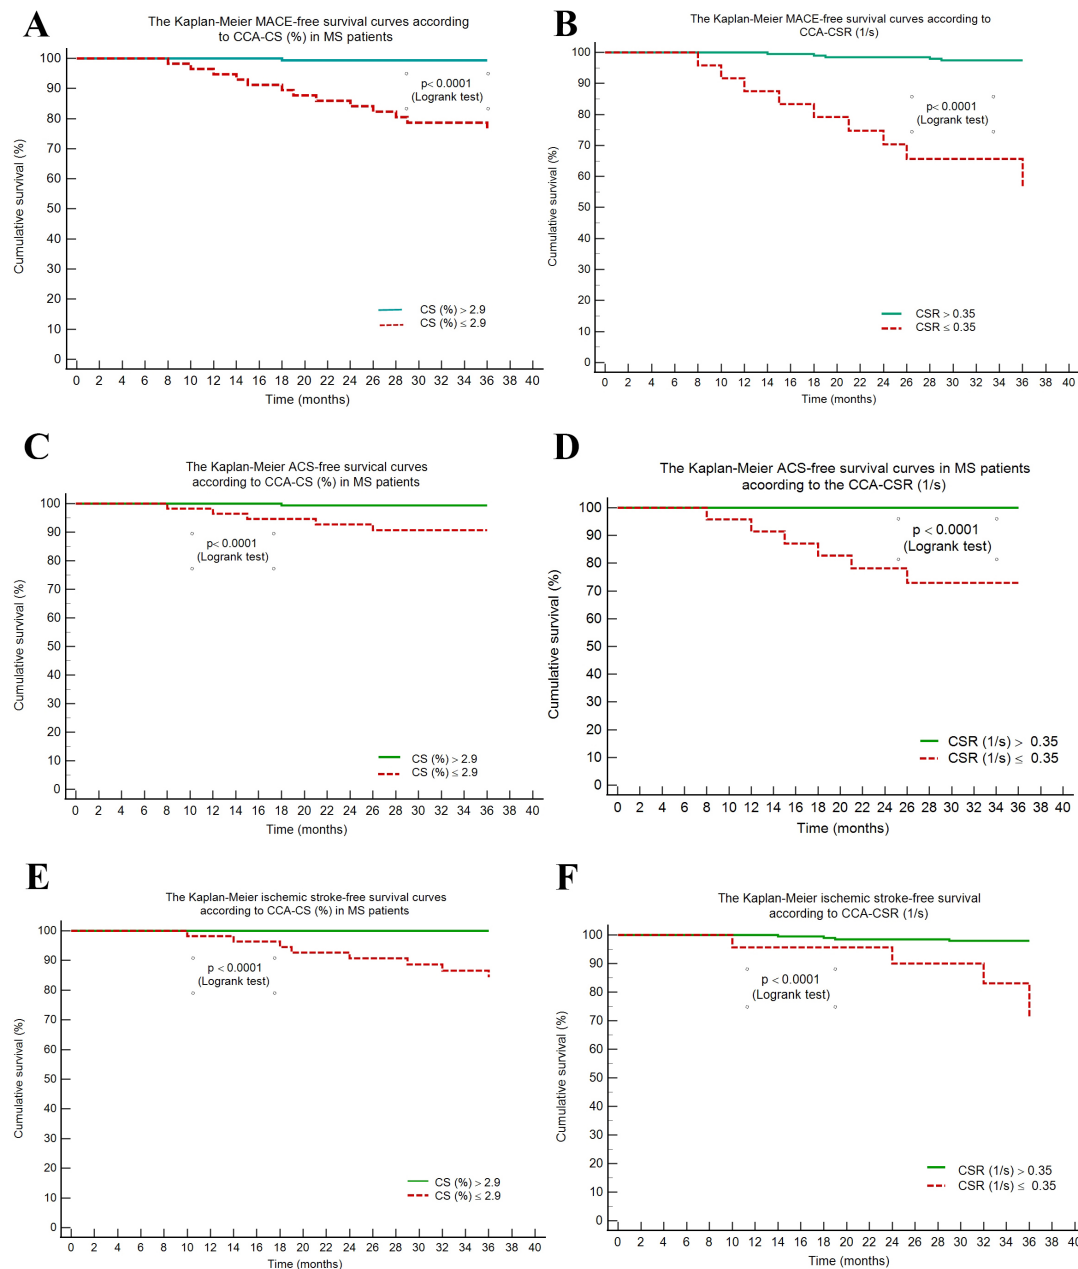 A
The Kaplan-Meier MACE-free survival curves according
to CCA-CS (%) in MS patients
100
90
80
70
60
50
40
30
20
10
0
Cumulative survival (%)
p< 0.0001
(Logrank test)
CS (%) > 2.9
CS (%) ≤ 2.9
0 2 4 6 8 10 12 14 16 18 20 22 24 26 28 30 32 34 36 38 40
Time (months)
B
The Kaplan-Meier MACE-free survival curves according to
CCA-CSR (1/s)
100
90
80
70
60
50
40
30
20
10
0
Cumulative survival (%)
p< 0.0001
(Logrank test)
CSR > 0.35
CSR ≤ 0.35
0 2 4 6 8 10 12 14 16 18 20 22 24 26 28 30 32 34 36 38 40
Time (months)
C
The Kaplan-Meier ACS-free survical curves
according to CCA-CS (%) in MS patients
100
90
80
70
60
50
40
30
20
10
0
Cumulative survival (%)
p< 0.0001
(Logrank test)
CS (%) > 2.9
CS (%) ≤ 2.9
0 2 4 6 8 10 12 14 16 18 20 22 24 26 28 30 32 34 36 38 40
Time (months)
D
The Kaplan-Meier ACS-free survival curves in MS patients
according to the CCA-CSR (1/s)
100
90
80
70
60
50
40
30
20
10
0
Cumulative survival (%)
p < 0.0001
(Logrank test)
CSR (1/s) > 0.35
CSR (1/s) ≤ 0.35
0 2 4 6 8 10 12 14 16 18 20 22 24 26 28 30 32 34 36 38 40
Time (months)
E
The Kaplan-Meier ischemic stroke-free survival curves
according to CCA-CS (%) in MS patients
100
90
80
70
60
50
40
30
20
10
0
Cumulative survival (%)
p < 0.0001
(Logrank test)
CS (%) > 2.9
CS (%) ≤ 2.9
0 2 4 6 8 10 12 14 16 18 20 22 24 26 28 30 32 34 36 38 40
Time (months)
F
The Kaplan-Meier ischemic stroke-free survival
according to CCA-CSR (1/s)
100
90
80
70
60
50
40
30
20
10
0
Cumulative survival (%)
p < 0.0001
(Logrank test)
CSR (1/s) > 0.35
CSR (1/s) ≤ 0.35
0 2 4 6 8 10 12 14 16 18 20 22 24 26 28 30 32 34 36 38 40
Time (months)